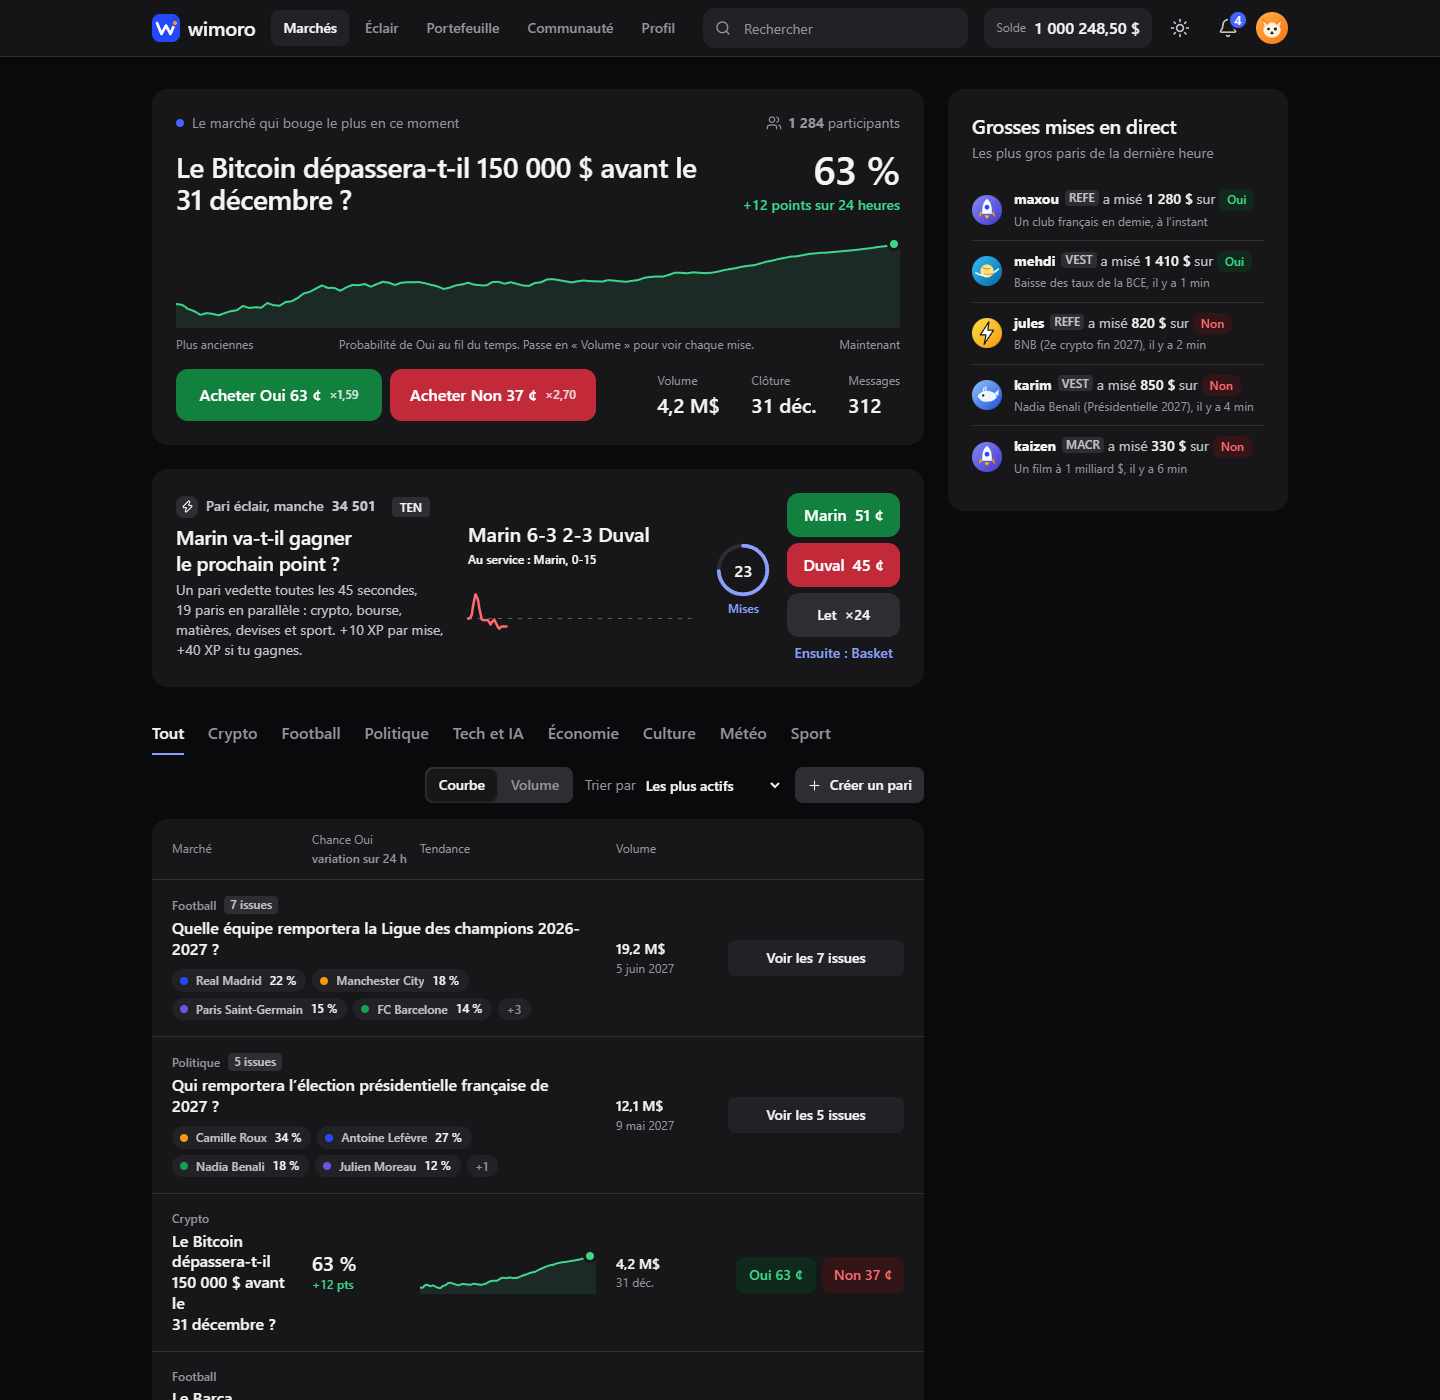 wimoro
Marchés
Éclair
Portefeuille
Communauté
Profil
Rechercher
Solde 1 000 248,50 $
4
Le marché qui bouge le plus en ce moment
1 284 participants
Le Bitcoin dépassera-t-il 150 000 $ avant le
31 décembre ?
63 %
+12 points sur 24 heures
Plus anciennes
Probabilité de Oui au fil du temps. Passe en « Volume » pour voir chaque mise.
Maintenant
Acheter Oui 63 ¢ ×1,59
Acheter Non 37 ¢ ×2,70
Volume
4,2 M$
Clôture
31 déc.
Messages
312
Grosses mises en direct
Les plus gros paris de la dernière heure
maxou REFE a misé 1 280 $ sur Oui
Un club français en demie, à l'instant
mehdi VEST a misé 1 410 $ sur Oui
Baisse des taux de la BCE, il y a 1 min
jules REFE a misé 820 $ sur Non
BNB (2e crypto fin 2027), il y a 2 min
karim VEST a misé 850 $ sur Non
Nadia Benali (Présidentielle 2027), il y a 4 min
kaizen MACR a misé 330 $ sur Non
Un film à 1 milliard $, il y a 6 min
Pari éclair, manche 34 501 TEN
Marin va-t-il gagner
le prochain point ?
Un pari vedette toutes les 45 secondes,
19 paris en parallèle : crypto, bourse,
matières, devises et sport. +10 XP par mise,
+40 XP si tu gagnes.
Marin 6-3 2-3 Duval
Au service : Marin, 0-15
23
Mises
Marin 51 ¢
Duval 45 ¢
Let ×24
Ensuite : Basket
Tout
Crypto
Football
Politique
Tech et IA
Économie
Culture
Météo
Sport
Courbe
Volume
Trier par Les plus actifs
Créer un pari
Marché
Chance Oui
variation sur 24 h
Tendance
Volume
Football 7 issues
Quelle équipe remportera la Ligue des champions 2026-
2027 ?
Real Madrid 22 %
Manchester City 18 %
Paris Saint-Germain 15 %
FC Barcelone 14 %
+3
19,2 M$
5 juin 2027
Voir les 7 issues
Politique 5 issues
Qui remportera l'élection présidentielle française de
2027 ?
Camille Roux 34 %
Antoine Lefèvre 27 %
Nadia Benali 18 %
Julien Moreau 12 %
+1
12,1 M$
9 mai 2027
Voir les 5 issues
Crypto
Le Bitcoin
dépassera-t-il
150 000 $ avant
le
31 décembre ?
63 %
+12 pts
4,2 M$
31 déc.
Oui 63 ¢
Non 37 ¢
Football
Le Barça